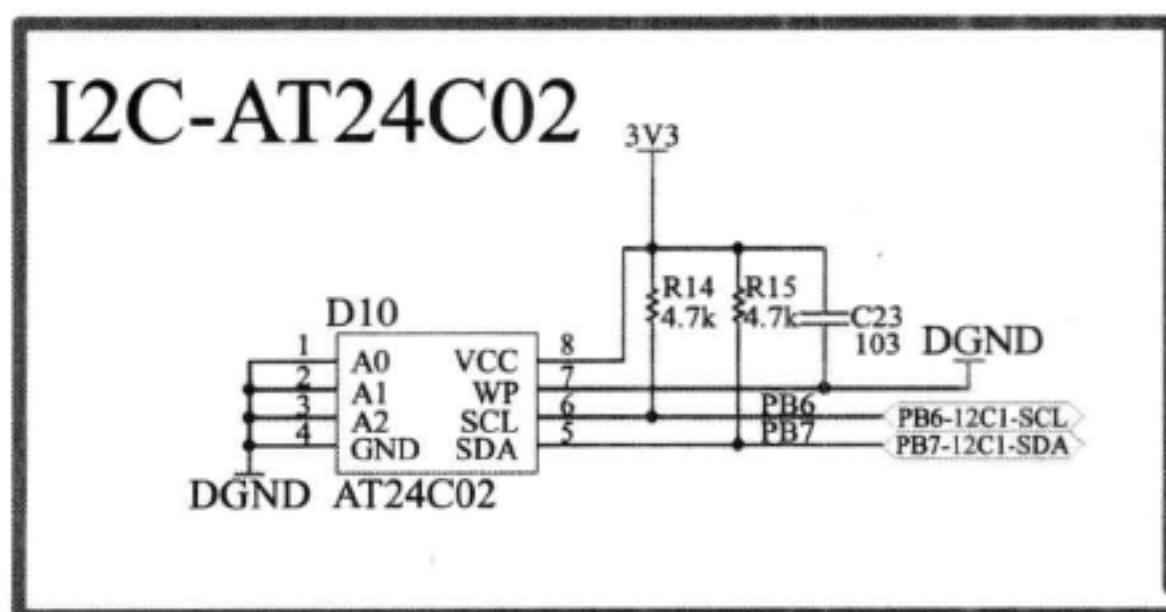 I2C-AT24C02
3V3
R14
4.7k
R15
4.7k
C23
103
DGND
D10
1 A0 VCC 8
2 A1 WP 7
3 A2 SCL 6 PB6 PB6-12C1-SCL
4 GND SDA 5 PB7 PB7-12C1-SDA
DGND
AT24C02